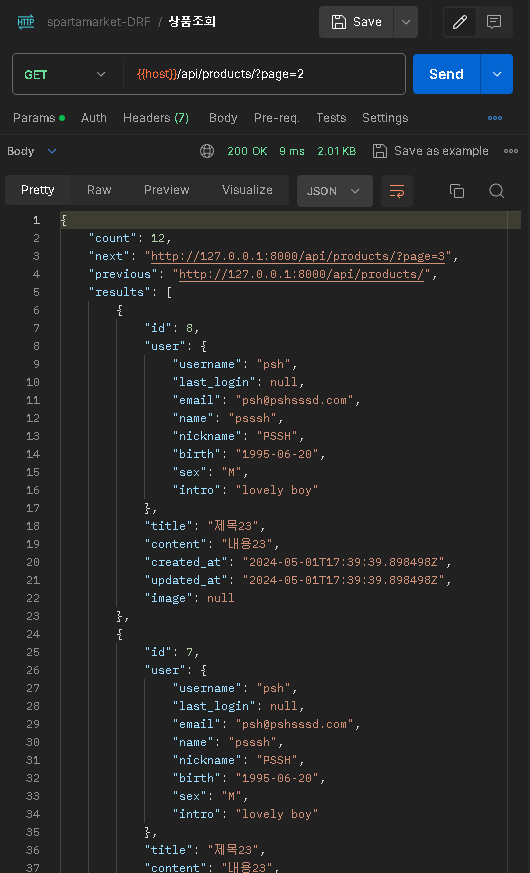 HTTP spartamarket-DRF / 상품조회 Save
GET {{host}}/api/products/?page=2 Send
Params Auth Headers (7) Body Pre-req. Tests Settings
Body 200 OK 9 ms 2.01 KB Save as example
Pretty Raw Preview Visualize JSON
1 {
2 "count": 12,
3 "next": "http://127.0.0.1:8000/api/products/?page=3",
4 "previous": "http://127.0.0.1:8000/api/products/",
5 "results": [
6 {
7 "id": 8,
8 "user": {
9 "username": "psh",
10 "last_login": null,
11 "email": "psh@pshsssd.com",
12 "name": "psssh",
13 "nickname": "PSSH",
14 "birth": "1995-06-20",
15 "sex": "M",
16 "intro": "lovely boy"
17 },
18 "title": "제목23",
19 "content": "내용23",
20 "created_at": "2024-05-01T17:39:39.898498Z",
21 "updated_at": "2024-05-01T17:39:39.898498Z",
22 "image": null
23 },
24 {
25 "id": 7,
26 "user": {
27 "username": "psh",
28 "last_login": null,
29 "email": "psh@pshsssd.com",
30 "name": "psssh",
31 "nickname": "PSSH",
32 "birth": "1995-06-20",
33 "sex": "M",
34 "intro": "lovely boy"
35 },
36 "title": "제목23",
37 "content": "내용23",